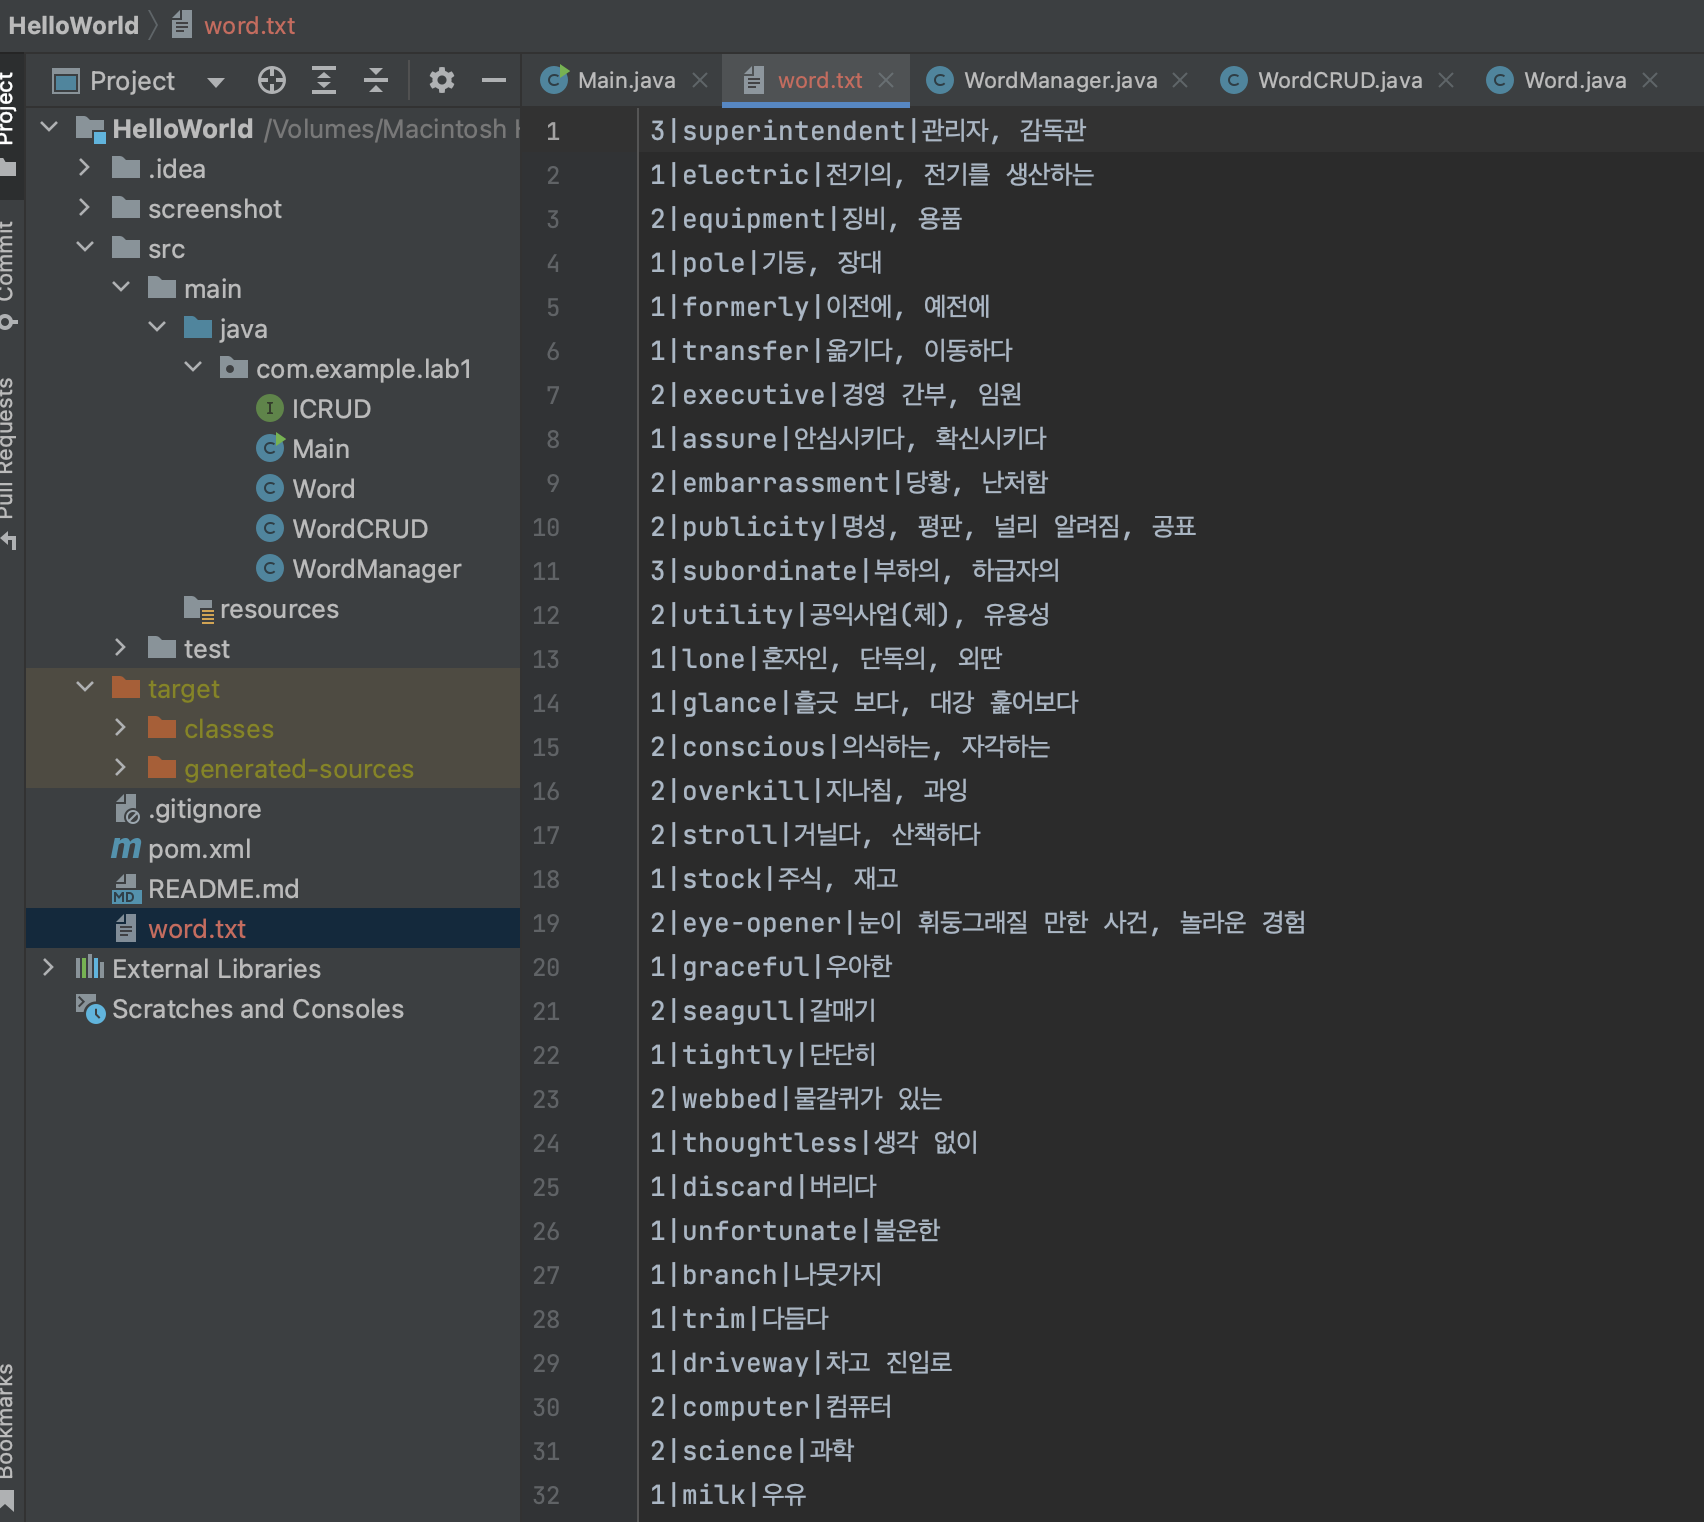 HelloWorld word.txt
Project
Commit
Pull Requests
Bookmarks
Project
HelloWorld /Volumes/Macintosh
.idea
screenshot
src
main
java
com.example.lab1
ICRUD
Main
Word
WordCRUD
WordManager
resources
test
target
classes
generated-sources
.gitignore
pom.xml
README.md
word.txt
External Libraries
Scratches and Consoles
Main.java word.txt WordManager.java WordCRUD.java Word.java
1 3|superintendent|관리자, 감독관
2 1|electric|전기의, 전기를 생산하는
3 2|equipment|징비, 용품
4 1|pole|기둥, 장대
5 1|formerly|이전에, 예전에
6 1|transfer|옮기다, 이동하다
7 2|executive|경영 간부, 임원
8 1|assure|안심시키다, 확신시키다
9 2|embarrassment|당황, 난처함
10 2|publicity|명성, 평판, 널리 알려짐, 공표
11 3|subordinate|부하의, 하급자의
12 2|utility|공익사업(체), 유용성
13 1|lone|혼자인, 단독의, 외딴
14 1|glance|흘긋 보다, 대강 훑어보다
15 2|conscious|의식하는, 자각하는
16 2|overkill|지나침, 과잉
17 2|stroll|거닐다, 산책하다
18 1|stock|주식, 재고
19 2|eye-opener|눈이 휘둥그래질 만한 사건, 놀라운 경험
20 1|graceful|우아한
21 2|seagull|갈매기
22 1|tightly|단단히
23 2|webbed|물갈퀴가 있는
24 1|thoughtless|생각 없이
25 1|discard|버리다
26 1|unfortunate|불운한
27 1|branch|나뭇가지
28 1|trim|다듬다
29 1|driveway|차고 진입로
30 2|computer|컴퓨터
31 2|science|과학
32 1|milk|우유